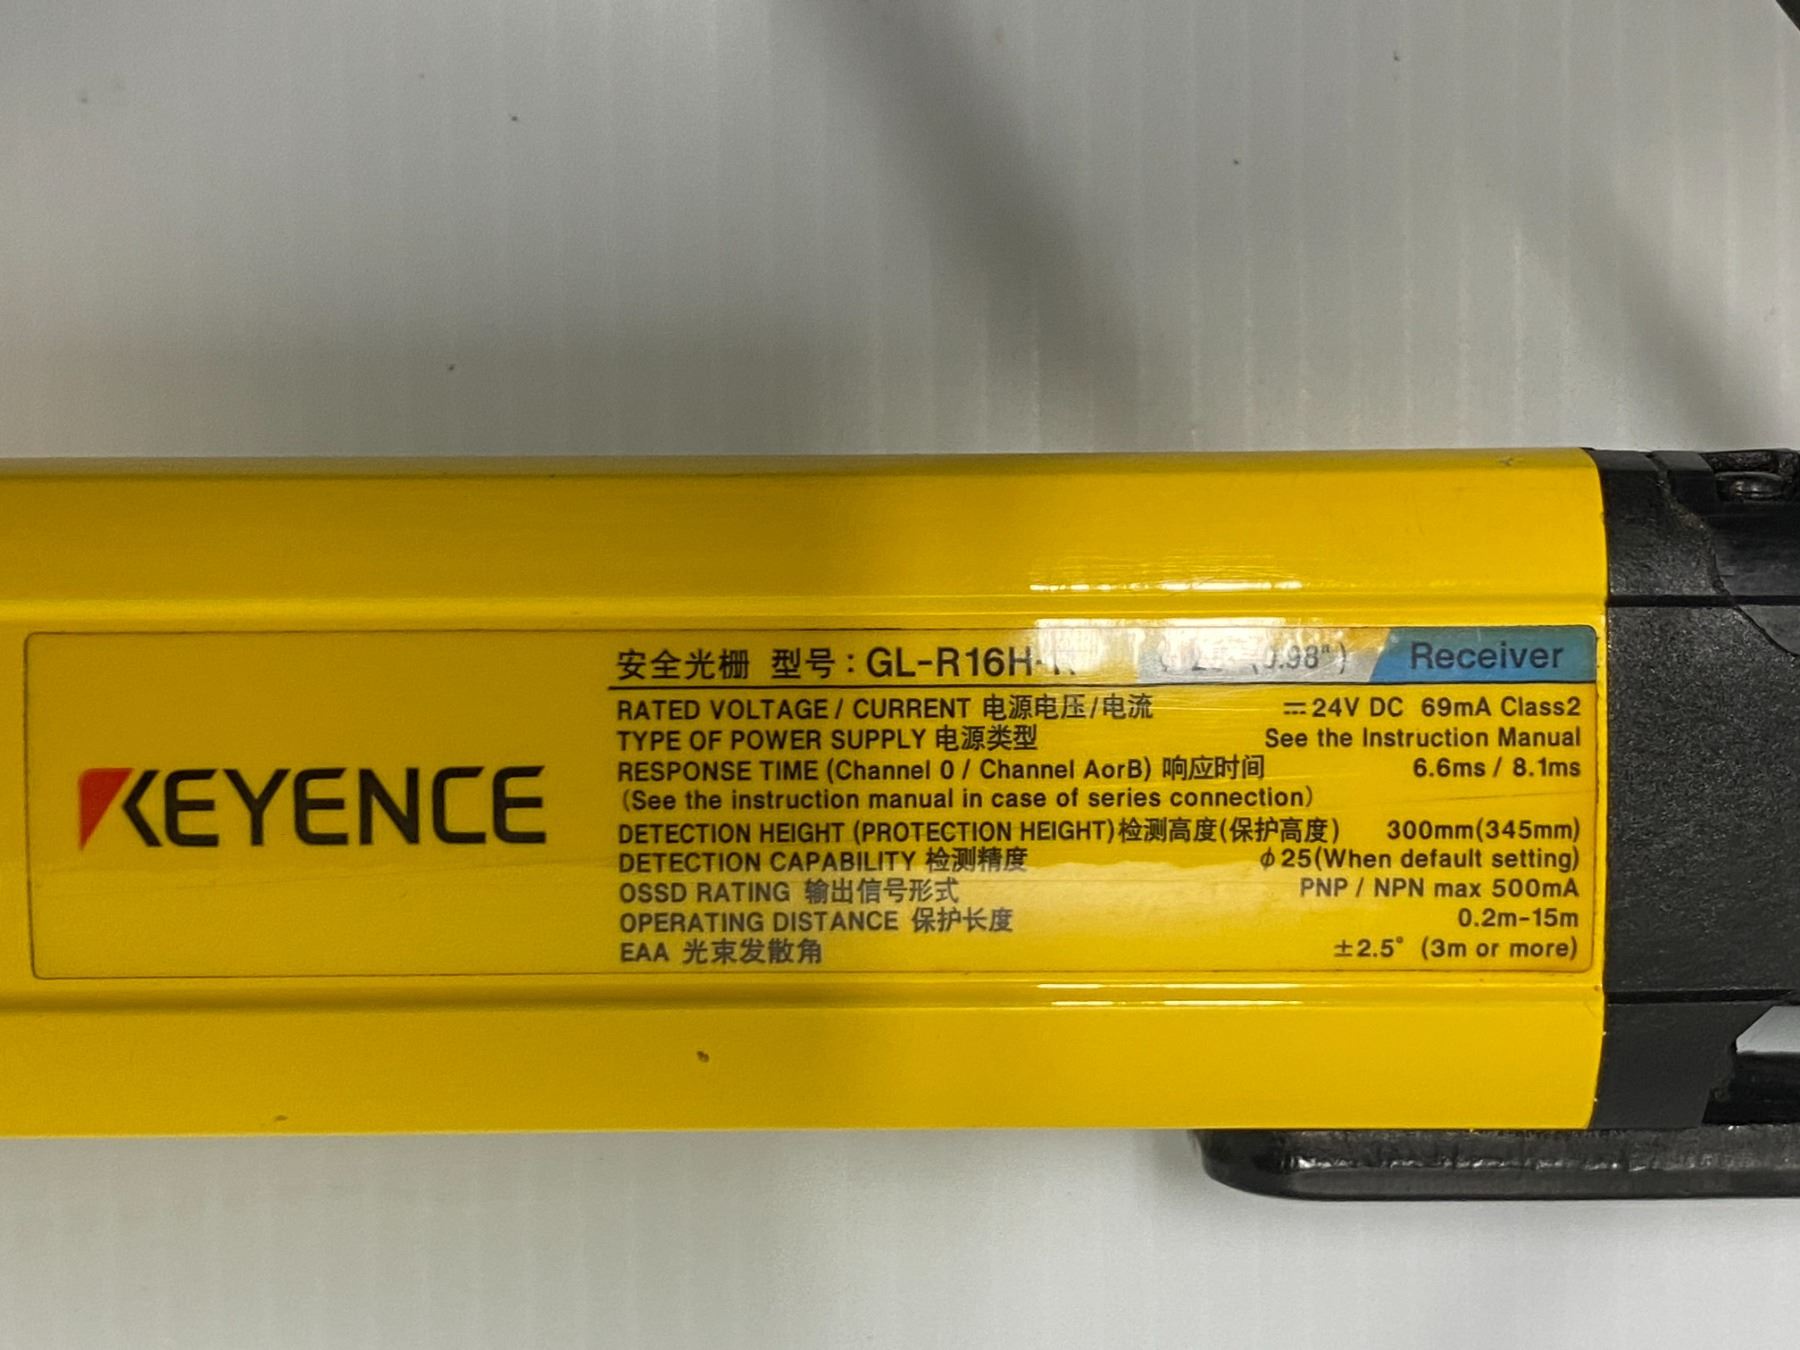 KEYENCE
安全光栅 型号：GL-R16H (0.98") Receiver
RATED VOLTAGE / CURRENT 电源电压/电流 ⎓ 24V DC 69mA Class2
TYPE OF POWER SUPPLY 电源类型 See the Instruction Manual
RESPONSE TIME (Channel 0 / Channel AorB) 响应时间 6.6ms / 8.1ms
(See the instruction manual in case of series connection)
DETECTION HEIGHT (PROTECTION HEIGHT)检测高度(保护高度) 300mm(345mm)
DETECTION CAPABILITY 检测精度 ϕ25(When default setting)
OSSD RATING 输出信号形式 PNP / NPN max 500mA
OPERATING DISTANCE 保护长度 0.2m-15m
EAA 光束发散角 ±2.5° (3m or more)